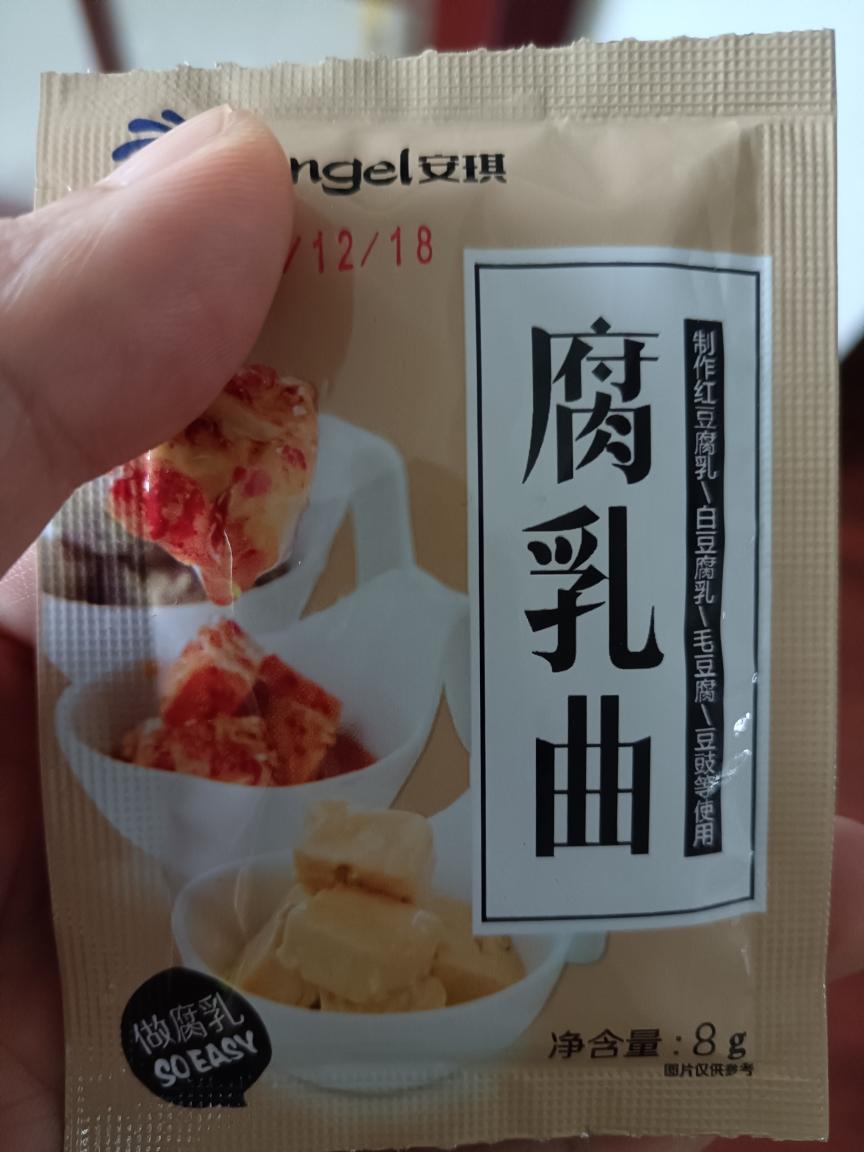 ngel安琪
/12/18
腐乳曲
制作红豆腐乳\白豆腐乳\毛豆腐\豆豉等使用
做腐乳
SO EASY
净含量:8g
图片仅供参考